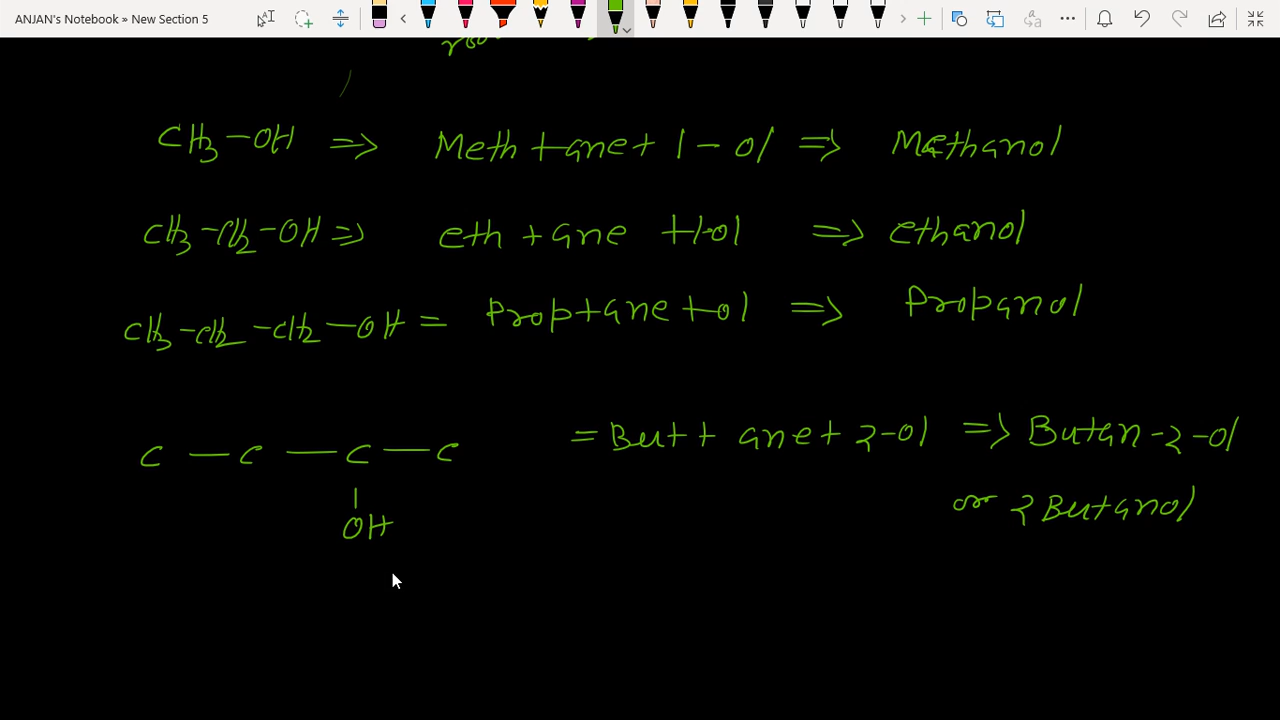 ANJAN's Notebook » New Section 5
CH3-OH => Meth + ane + 1-ol => Methanol
CH3-CH2-OH => eth + ane + 1-ol => ethanol
CH3-CH2-CH2-OH = Prop + ane + ol => Propanol
C — C — C — C = But + ane + 2-ol => Butan-2-ol
OH or 2 Butanol